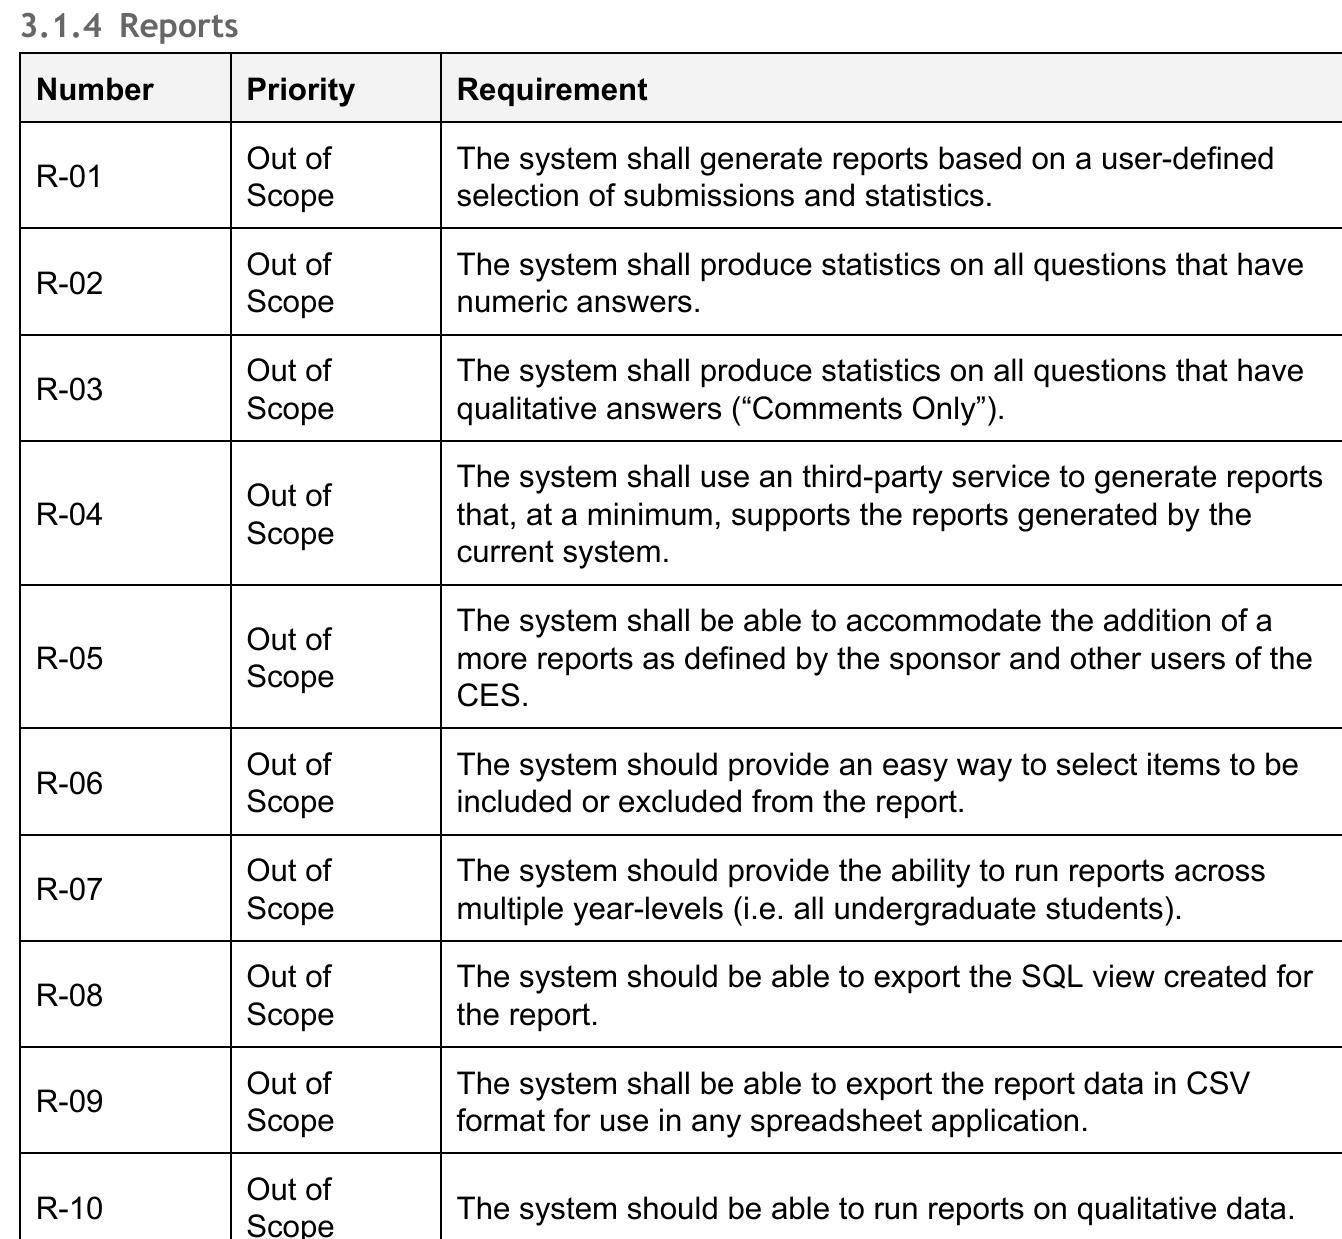 3.1.4 Reports
Number Priority Requirement
R-01
Out of
Scope
The system shall generate reports based on a user-defined
selection of submissions and statistics.
R-02
Out of
Scope
The system shall produce statistics on all questions that have
numeric answers.
R-03
Out of
Scope
The system shall produce statistics on all questions that have
qualitative answers (“Comments Only”).
R-04
Out of
Scope
The system shall use an third-party service to generate reports
that, at a minimum, supports the reports generated by the
current system.
R-05
Out of
Scope
The system shall be able to accommodate the addition of a
more reports as defined by the sponsor and other users of the
CES.
R-06
Out of
Scope
The system should provide an easy way to select items to be
included or excluded from the report.
R-07
Out of
Scope
The system should provide the ability to run reports across
multiple year-levels (i.e. all undergraduate students).
R-08
Out of
Scope
The system should be able to export the SQL view created for
the report.
R-09
Out of
Scope
The system shall be able to export the report data in CSV
format for use in any spreadsheet application.
R-10
Out of
Scope
The system should be able to run reports on qualitative data.